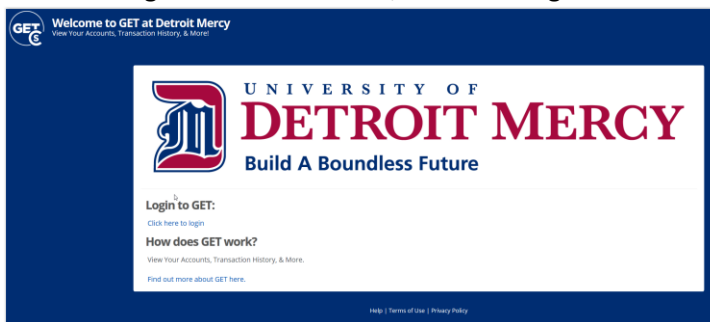 GET
Welcome to GET at Detroit Mercy
View Your Accounts, Transaction History, & More!
UNIVERSITY OF
DETROIT MERCY
Build A Boundless Future
Login to GET:
Click here to login
How does GET work?
View Your Accounts, Transaction History, & More.
Find out more about GET here.
Help | Terms of Use | Privacy Policy